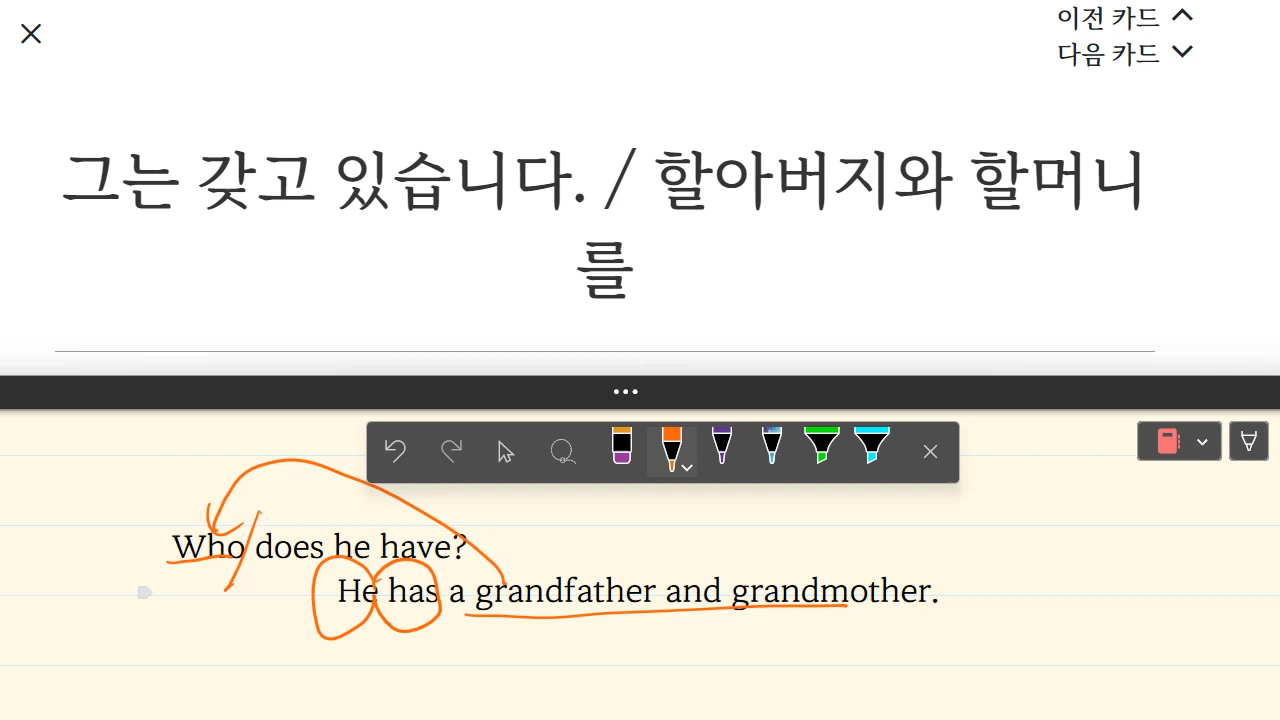 이전 카드
다음 카드
그는 갖고 있습니다. / 할아버지와 할머니
를
Who does he have?
He has a grandfather and grandmother.